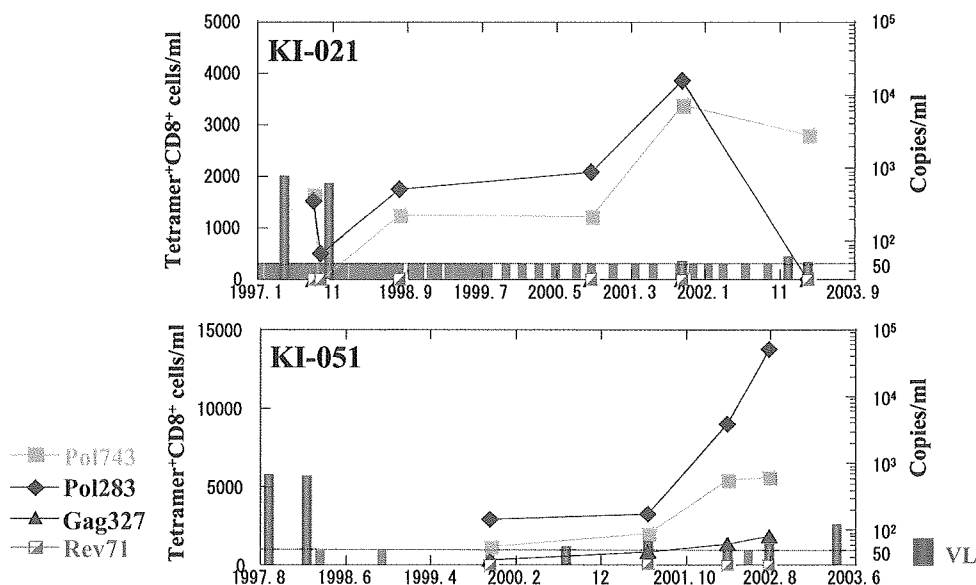 KI-021
Tetramer⁺CD8⁺ cells/ml
5000
4000
3000
2000
1000
0
Copies/ml
10⁵
10⁴
10³
10²
50
1997. 1 11 1998. 9 1999. 7 2000. 5 2001. 3 2002. 1 11 2003. 9
KI-051
Tetramer⁺CD8⁺ cells/ml
15000
10000
5000
0
Copies/ml
10⁵
10⁴
10³
10²
50
1997. 8 1998. 6 1999. 4 2000. 2 12 2001. 10 2002. 8 2003. 6
Pol743
Pol283
Gag327
Rev71
VL